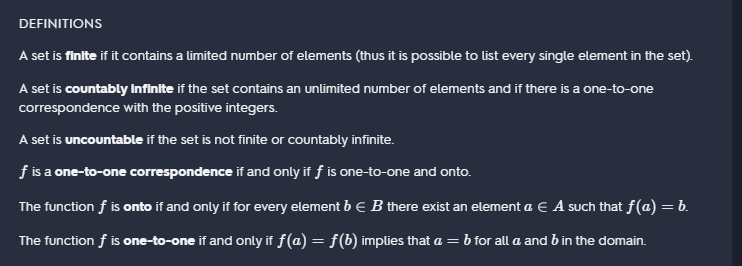 DEFINITIONS
A set is finite if it contains a limited number of elements (thus it is possible to list every single element in the set).
A set is countably infinite if the set contains an unlimited number of elements and if there is a one-to-one
correspondence with the positive integers.
A set is uncountable if the set is not finite or countably infinite.
f is a one-to-one correspondence if and only if f is one-to-one and onto.
The function f is onto if and only if for every element b ∈ B there exist an element a ∈ A such that f(a) = b.
The function f is one-to-one if and only if f(a) = f(b) implies that a = b for all a and b in the domain.